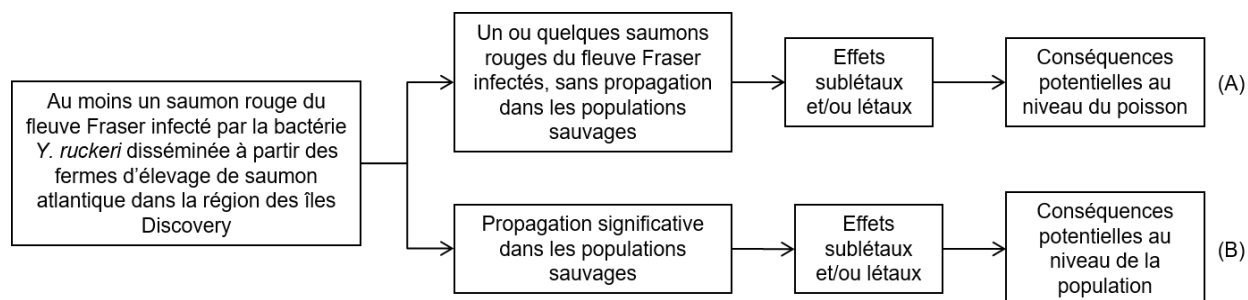 Au moins un saumon rouge du
fleuve Fraser infecté par la bactérie
Y. ruckeri disséminée à partir des
fermes d'élevage de saumon
atlantique dans la région des îles
Discovery
Un ou quelques saumons
rouges du fleuve Fraser
infectés, sans propagation
dans les populations
sauvages
Effets
sublétaux
et/ou létaux
Conséquences
potentielles au
niveau du poisson
(A)
Propagation significative
dans les populations
sauvages
Effets
sublétaux
et/ou létaux
Conséquences
potentielles au
niveau de la
population
(B)